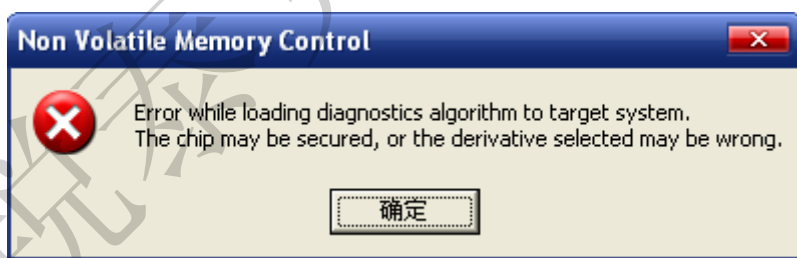 Non Volatile Memory Control
Error while loading diagnostics algorithm to target system.
The chip may be secured, or the derivative selected may be wrong.
确定